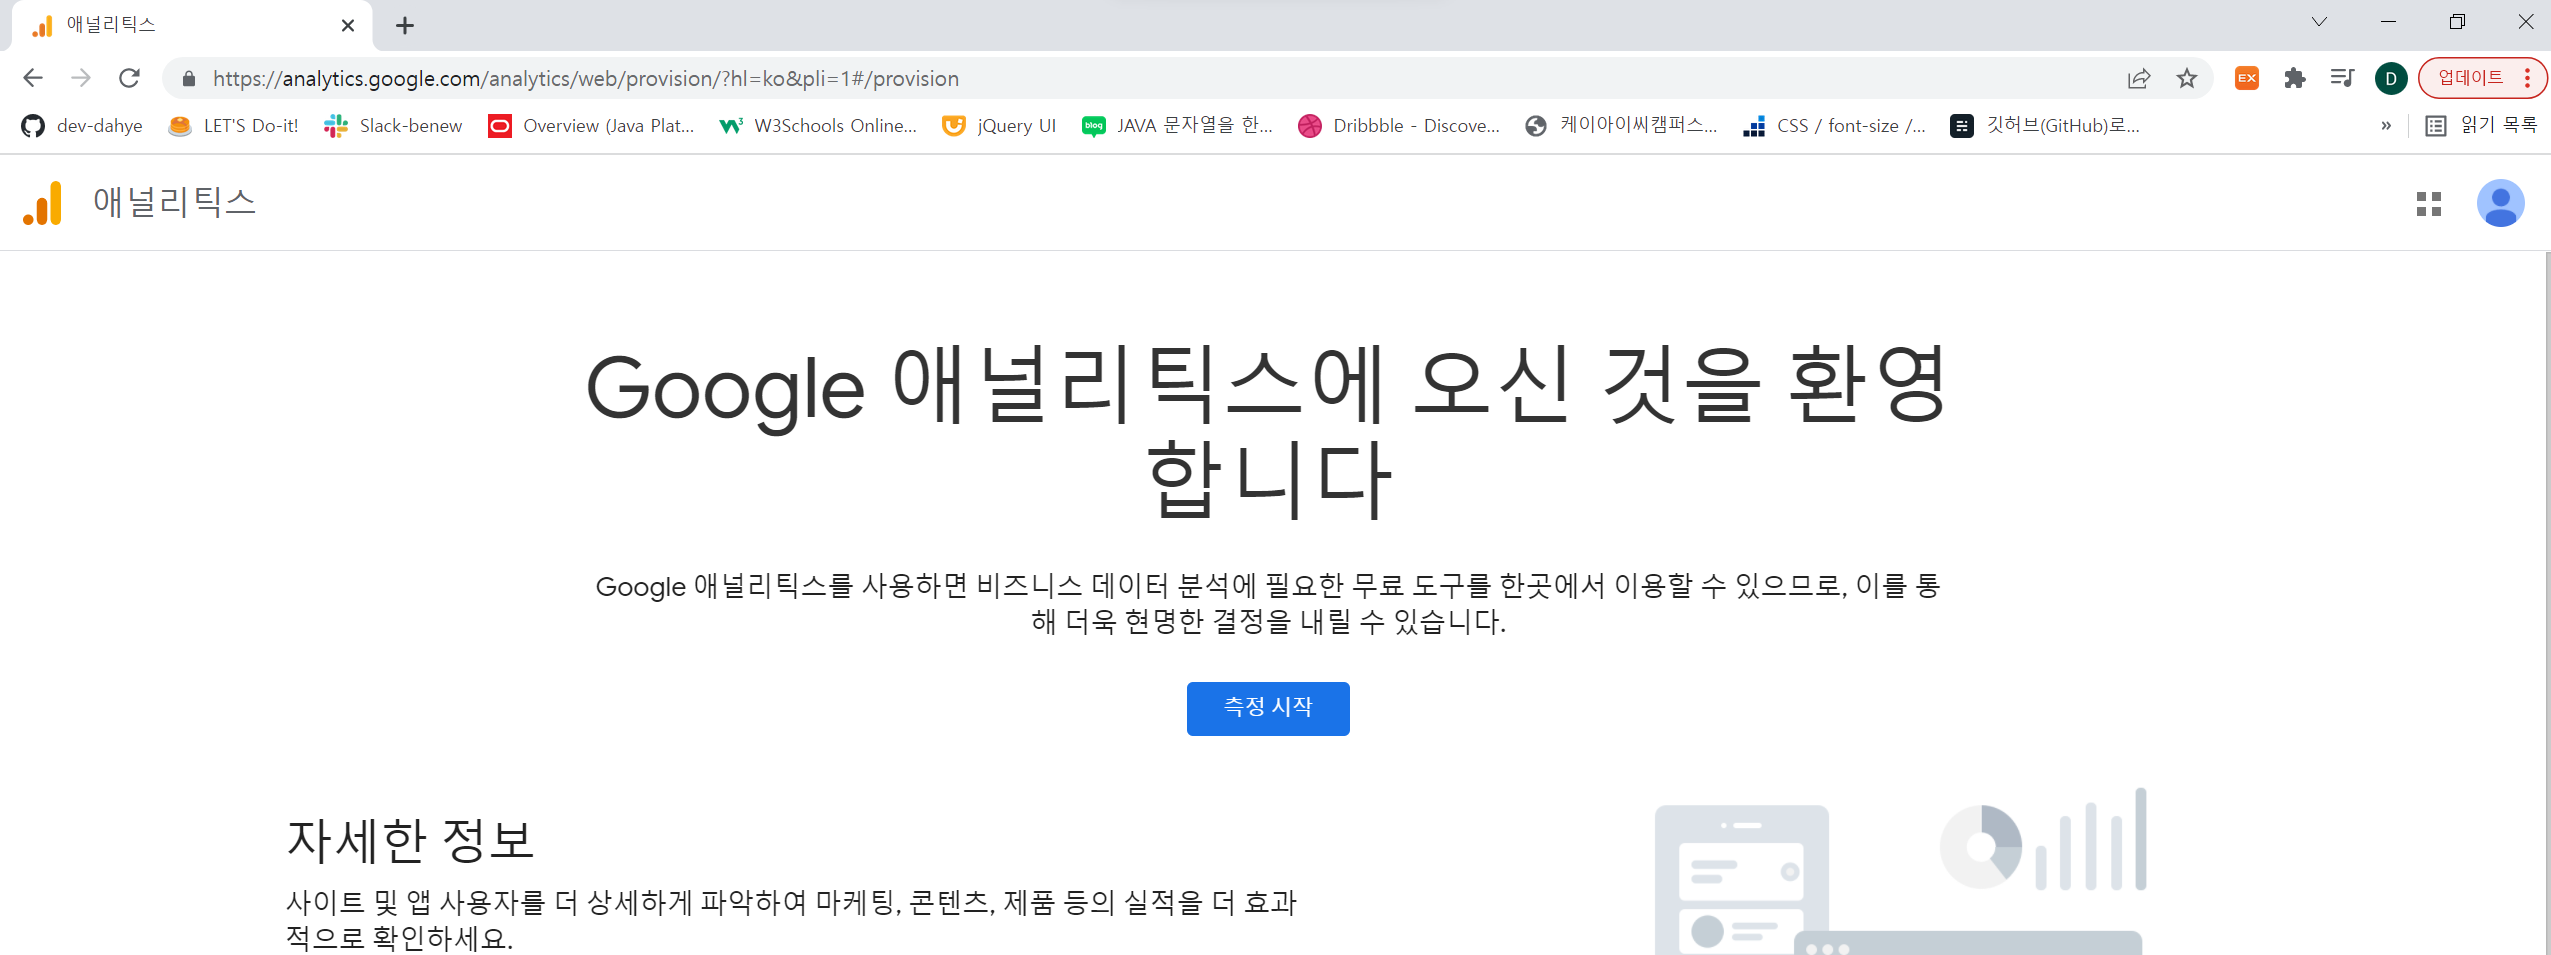 애널리틱스
https://analytics.google.com/analytics/web/provision/?hl=ko&pli=1#/provision
EX
D
업데이트
dev-dahye
LET'S Do-it!
Slack-benew
Overview (Java Plat...
W3Schools Online...
jQuery UI
blog
JAVA 문자열을 한...
Dribbble - Discove...
케이아이씨캠퍼스...
CSS / font-size /...
깃허브(GitHub)로...
»
읽기 목록
애널리틱스
Google 애널리틱스에 오신 것을 환영
합니다
Google 애널리틱스를 사용하면 비즈니스 데이터 분석에 필요한 무료 도구를 한곳에서 이용할 수 있으므로, 이를 통
해 더욱 현명한 결정을 내릴 수 있습니다.
측정 시작
자세한 정보
사이트 및 앱 사용자를 더 상세하게 파악하여 마케팅, 콘텐츠, 제품 등의 실적을 더 효과
적으로 확인하세요.